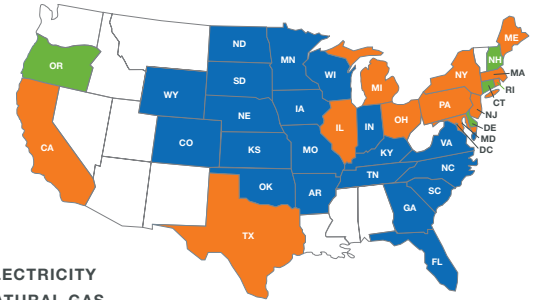 ME
ND
MN
OR
NH
WI
MA
SD
NY
MI
WY
RI
IA
PA
CT
NE
OH
NJ
IL
IN
DE
CO
MD
CA
VA
KS
MO
DC
KY
NC
TN
OK
AR
SC
GA
TX
FL
LECTRICITY